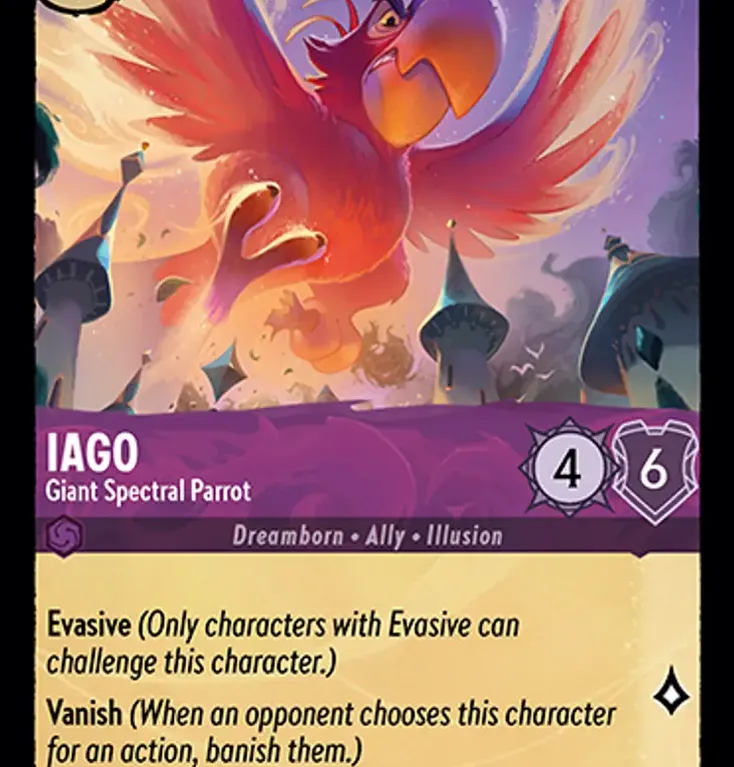 IAGO
Giant Spectral Parrot
4 6
Dreamborn • Ally • Illusion
Evasive (Only characters with Evasive can
challenge this character.)
Vanish (When an opponent chooses this character
for an action, banish them.)